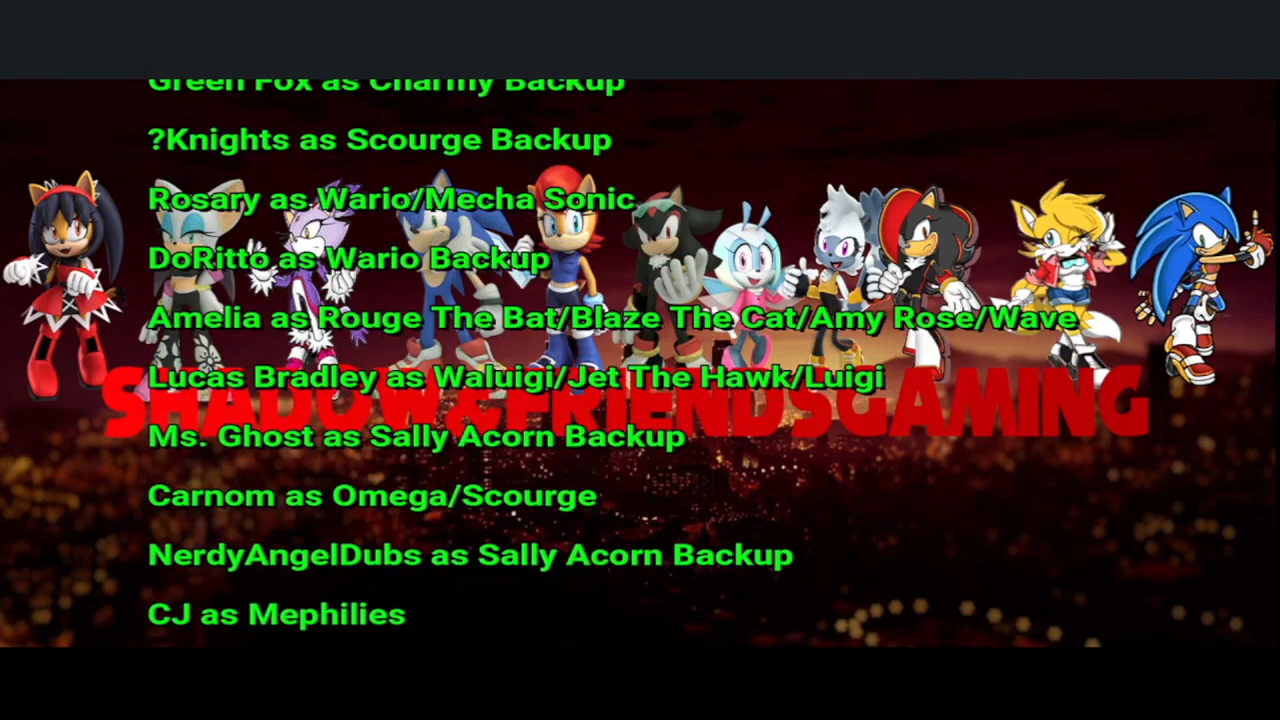 Green Fox as Charmy Backup
?Knights as Scourge Backup
Rosary as Wario/Mecha Sonic
DoRitto as Wario Backup
Amelia as Rouge The Bat/Blaze The Cat/Amy Rose/Wave
Lucas Bradley as Waluigi/Jet The Hawk/Luigi
SHADOW&FRIENDSGAMING
Ms. Ghost as Sally Acorn Backup
Carnom as Omega/Scourge
NerdyAngelDubs as Sally Acorn Backup
CJ as Mephilies